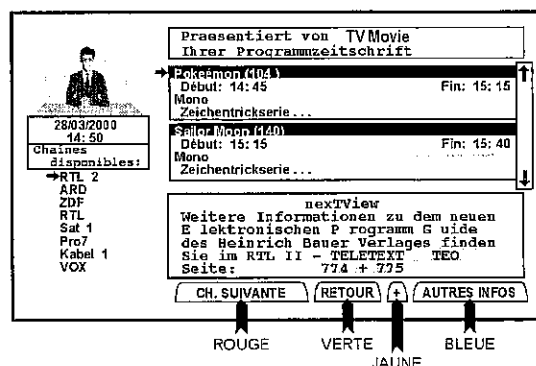 Praesentiert von TV Movie
Ihrer Programmzeitschrift
Pokeémon (104)
Début: 14: 45 Fin: 15: 15
Mono
Zeichentrickserie...
Sailor Moon (140)
Début: 15: 15 Fin: 15: 40
Mono
Zeichentrickserie...
28/03/2000
14: 50
Chaines
disponibles:
RTL 2
ARD
ZDF
RTL
Sat 1
Pro7
Kabel 1
VOX
nexTView
Weitere Informationen zu dem neuen
E lektronischen P rogramm G uide
des Heinrich Bauer Verlages finden
Sie im RTL II - TELETEXT TEO
Seite: 774 + 775
CH. SUIVANTE RETOUR + AUTRES INFOS
ROUGE VERTE BLEUE
JAUNE